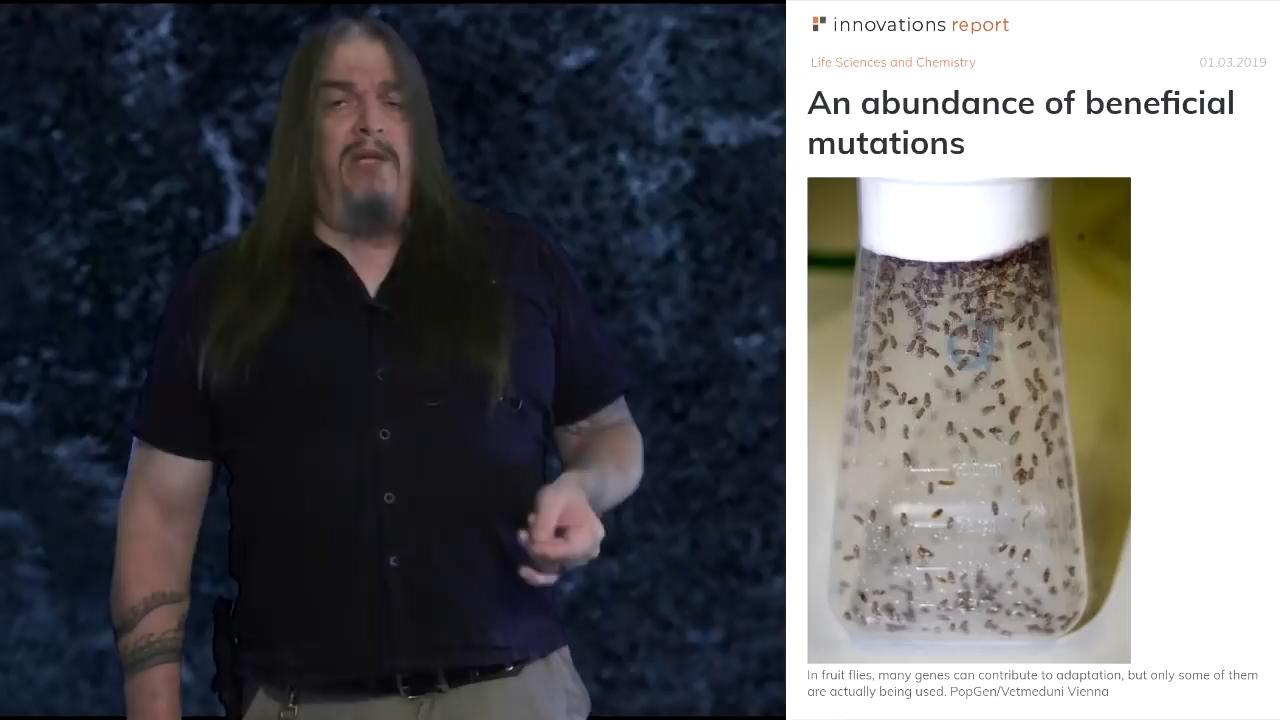 innovations report
Life Sciences and Chemistry 01.03.2019
An abundance of beneficial
mutations
In fruit flies, many genes can contribute to adaptation, but only some of them
are actually being used. PopGen/Vetmeduni Vienna